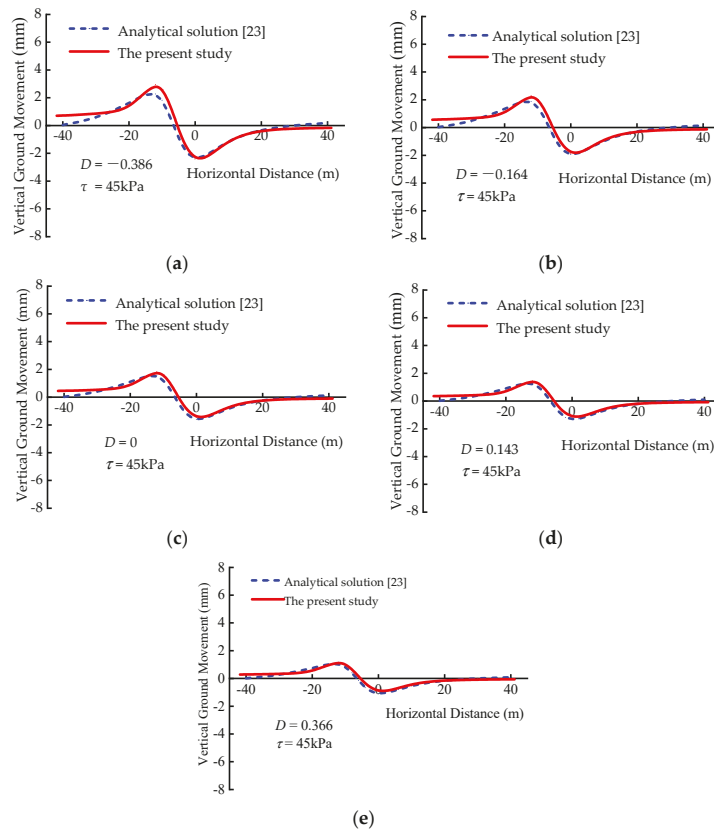 (a)
Analytical solution [23]
The present study
Vertical Ground Movement (mm)
8
6
4
2
0
-2
-4
-6
-8
-40 -20 0 20 40
Horizontal Distance (m)
D = −0.386
τ = 45kPa
(a)
Analytical solution [23]
The present study
Vertical Ground Movement (mm)
8
6
4
2
0
-2
-4
-6
-8
-40 -20 0 20 40
Horizontal Distance (m)
D = −0.164
τ = 45kPa
(b)
Analytical solution [23]
The present study
Vertical Ground Movement (mm)
8
6
4
2
0
-2
-4
-6
-8
-40 -20 0 20 40
Horizontal Distance (m)
D = 0
τ = 45kPa
(c)
Analytical solution [23]
The present study
Vertical Ground Movement (mm)
8
6
4
2
0
-2
-4
-6
-8
-40 -20 0 20 40
Horizontal Distance (m)
D = 0.143
τ = 45kPa
(d)
Analytical solution [23]
The present study
Vertical Ground Movement (mm)
8
6
4
2
0
-2
-4
-6
-8
-40 -20 0 20 40
Horizontal Distance (m)
D = 0.366
τ = 45kPa
(e)